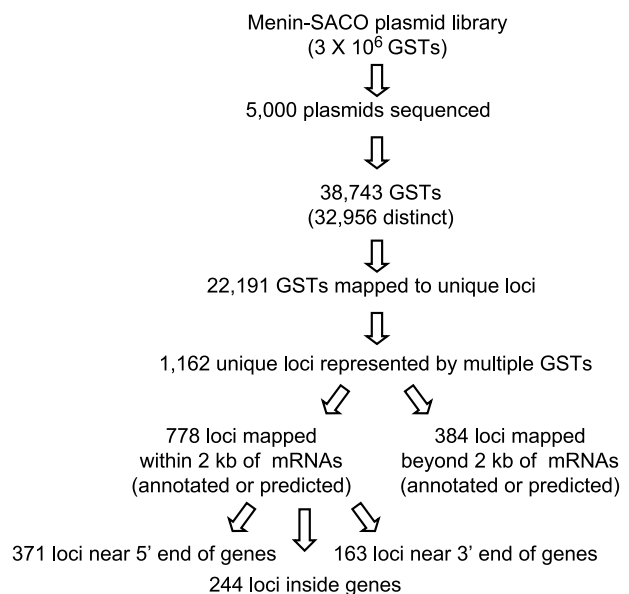 Menin-SACO plasmid library
(3 X 10⁶ GSTs)
5,000 plasmids sequenced
38,743 GSTs
(32,956 distinct)
22,191 GSTs mapped to unique loci
1,162 unique loci represented by multiple GSTs
778 loci mapped
within 2 kb of mRNAs
(annotated or predicted)
384 loci mapped
beyond 2 kb of mRNAs
(annotated or predicted)
371 loci near 5’ end of genes
163 loci near 3’ end of genes
244 loci inside genes